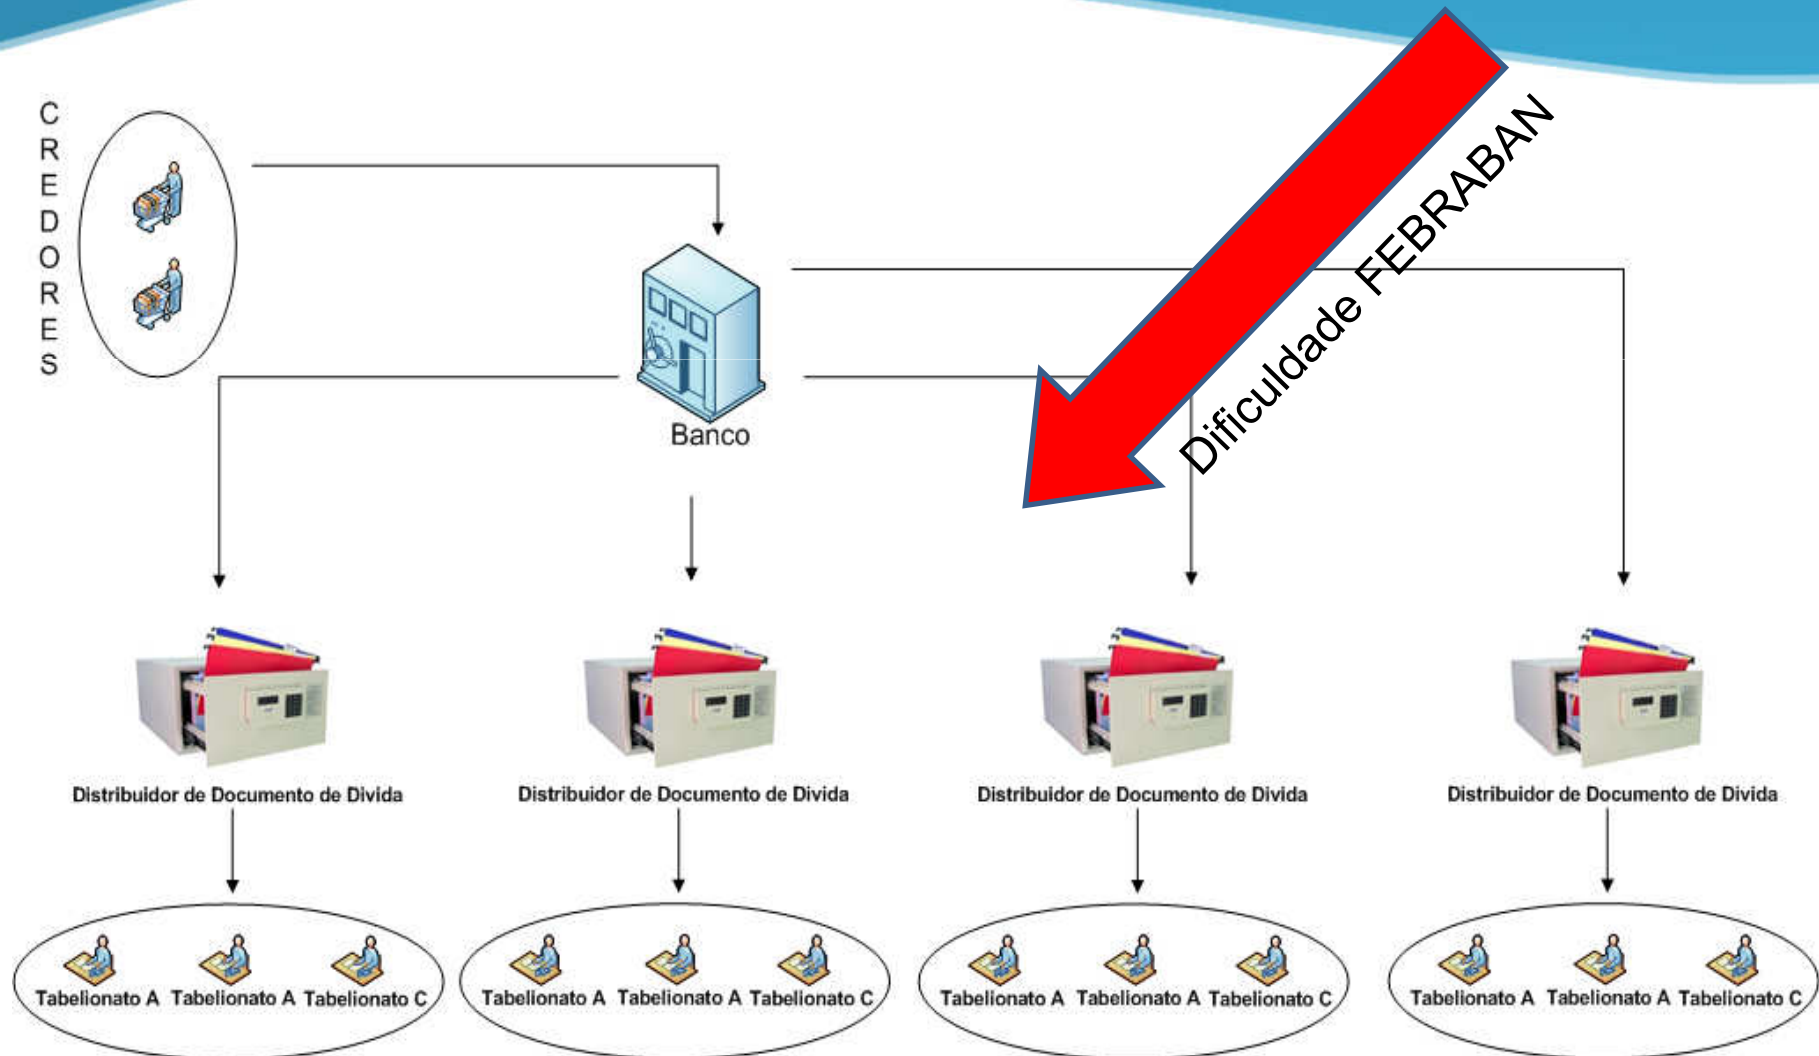 CREDORES
Dificuldade FEBRABAN
Banco
Distribuidor de Documento de Divida
Distribuidor de Documento de Divida
Distribuidor de Documento de Divida
Distribuidor de Documento de Divida
Tabelionato A Tabelionato A Tabelionato C
Tabelionato A Tabelionato A Tabelionato C
Tabelionato A Tabelionato A Tabelionato C
Tabelionato A Tabelionato A Tabelionato C